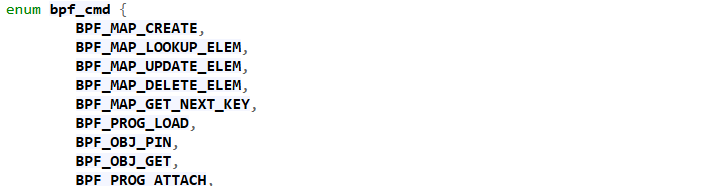 enum bpf_cmd {
BPF_MAP_CREATE,
BPF_MAP_LOOKUP_ELEM,
BPF_MAP_UPDATE_ELEM,
BPF_MAP_DELETE_ELEM,
BPF_MAP_GET_NEXT_KEY,
BPF_PROG_LOAD,
BPF_OBJ_PIN,
BPF_OBJ_GET,
BPF_PROG_ATTACH,